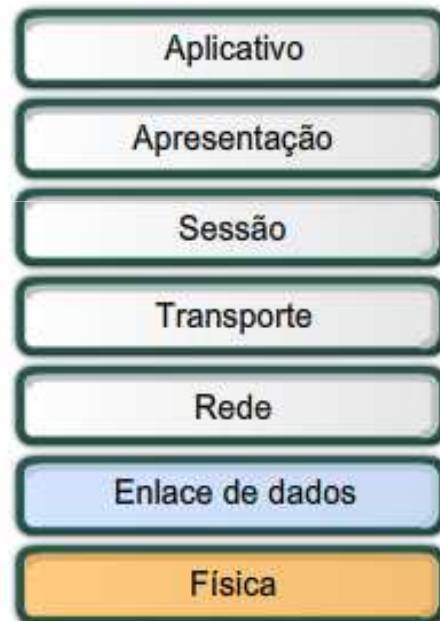 Aplicativo
Apresentação
Sessão
Transporte
Rede
Enlace de dados
Física